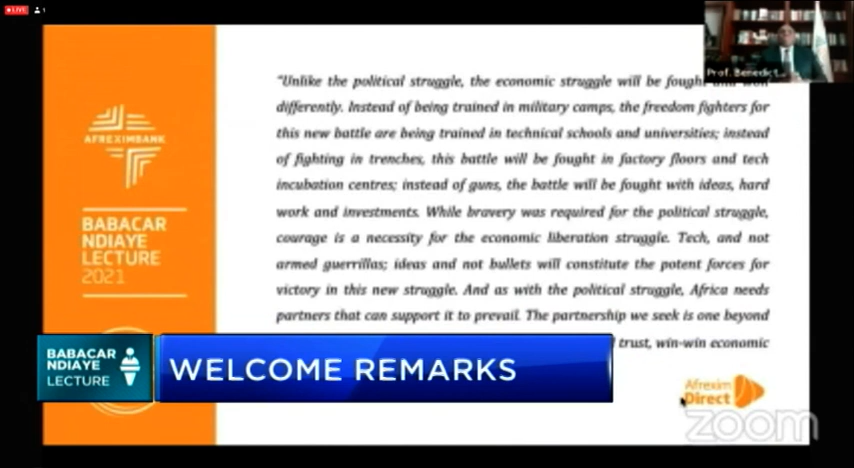 LIVE
1
Prof. Benedict...
"Unlike the political struggle, the economic struggle will be fought and won
differently. Instead of being trained in military camps, the freedom fighters for
this new battle are being trained in technical schools and universities; instead
of fighting in trenches, this battle will be fought in factory floors and tech
incubation centres; instead of guns, the battle will be fought with ideas, hard
work and investments. While bravery was required for the political struggle,
courage is a necessity for the economic liberation struggle. Tech, and not
armed guerrillas; ideas and not bullets will constitute the potent forces for
victory in this new struggle. And as with the political struggle, Africa needs
partners that can support it to prevail. The partnership we seek is one beyond
trust, win-win economic
AFREXIMBANK
BABACAR
NDIAYE
LECTURE
2021
BABACAR
NDIAYE
LECTURE
WELCOME REMARKS
Afrexim
Direct
zoom